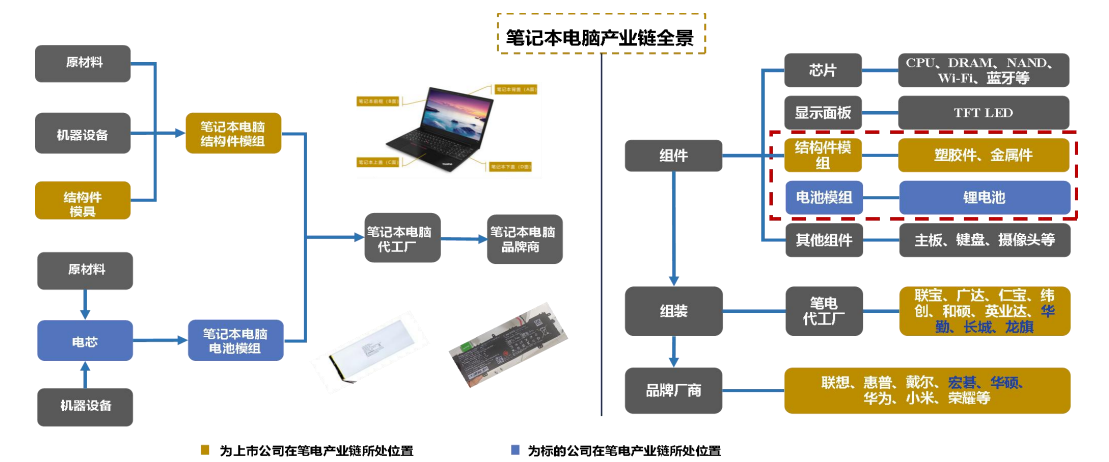 笔记本电脑产业链全景
原材料
机器设备
结构件
模具
笔记本电脑
结构件模组
原材料
电芯
机器设备
笔记本电脑
电池模组
笔记本电脑
代工厂
笔记本电脑
品牌商
组件
芯片
CPU、DRAM、NAND、
Wi-Fi、蓝牙等
显示面板
TFT LED
结构件模
组
塑胶件、金属件
电池模组
锂电池
其他组件
主板、键盘、摄像头等
组装
笔电
代工厂
联宝、广达、仁宝、纬
创、和硕、英业达、华
勤、长城、龙旗
品牌厂商
联想、惠普、戴尔、宏碁、华硕、
华为、小米、荣耀等
为上市公司在笔电产业链所处位置
为标的公司在笔电产业链所处位置